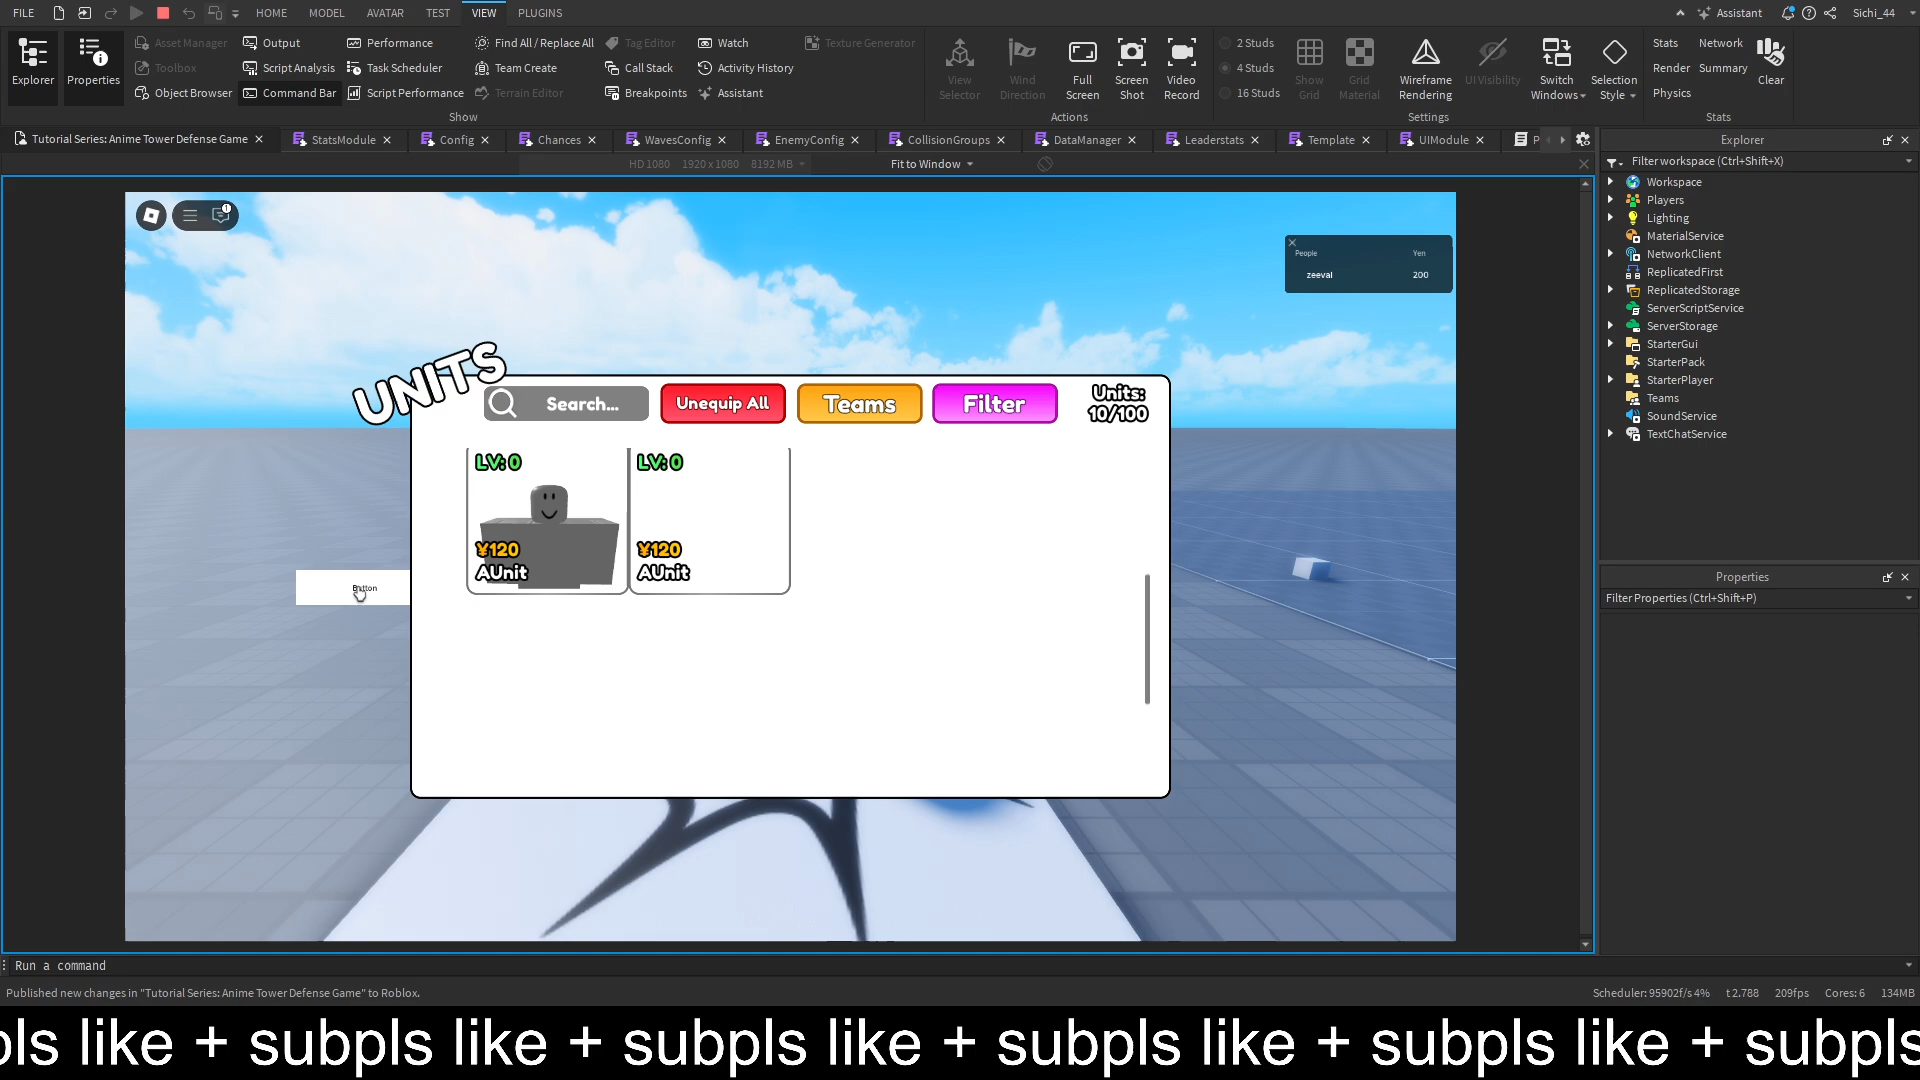 FILE HOME MODEL AVATAR TEST VIEW PLUGINS Assistant Sichi_44
Asset Manager Output Performance Find All / Replace All Tag Editor Watch Texture Generator 2 Studs Stats Network
Toolbox Script Analysis Task Scheduler Team Create Call Stack Activity History 4 Studs Render Summary
Explorer Properties View Wind Full Screen Video Show Grid Wireframe UI Visibility Switch Selection Clear
Object Browser Command Bar Script Performance Terrain Editor Breakpoints Assistant Selector Direction Screen Shot Record 16 Studs Grid Material Rendering Windows Style Physics
Show Actions Settings Stats
Tutorial Series: Anime Tower Defense Game StatsModule Config Chances WavesConfig EnemyConfig CollisionGroups DataManager Leaderstats Template UIModule P Explorer
HD 1080 1920 x 1080 8192 MB Fit to Window Filter workspace (Ctrl+Shift+X)
Workspace
Players
Lighting
MaterialService
NetworkClient
ReplicatedFirst
ReplicatedStorage
ServerScriptService
ServerStorage
StarterGui
StarterPack
StarterPlayer
Teams
SoundService
TextChatService
1
People Yen
zeeval 200
UNITS
Search... Unequip All Teams Filter Units:
10/100
LV: 0 LV: 0
¥120 ¥120
AUnit AUnit
Button
Properties
Filter Properties (Ctrl+Shift+P)
Run a command
Published new changes in "Tutorial Series: Anime Tower Defense Game" to Roblox. Scheduler: 95902f/s 4% t 2.788 209fps Cores: 6 134MB
pls like + subpls like + subpls like + subpls like + subpls like + subpls